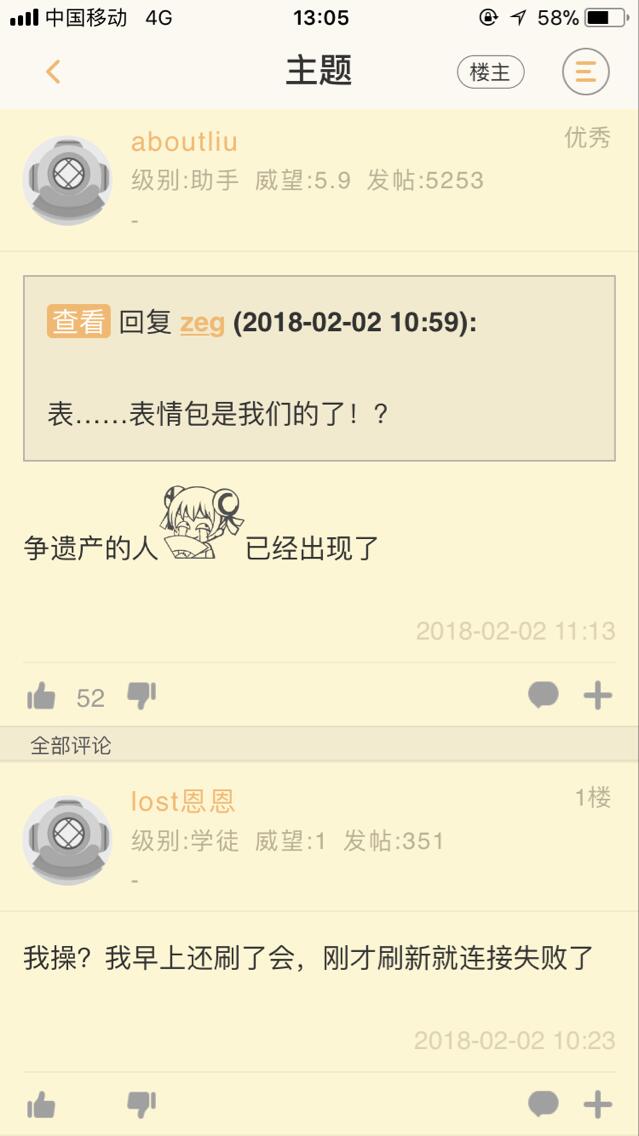 中国移动 4G 13:05 58%
主题 楼主
aboutliu 优秀
级别:助手 威望:5.9 发帖:5253
-
查看 回复 zeg (2018-02-02 10:59):
表……表情包是我们的了！？
争遗产的人 已经出现了
2018-02-02 11:13
52
全部评论
lost恩恩 1楼
级别:学徒 威望:1 发帖:351
-
我操？我早上还刷了会，刚才刷新就连接失败了
2018-02-02 10:23